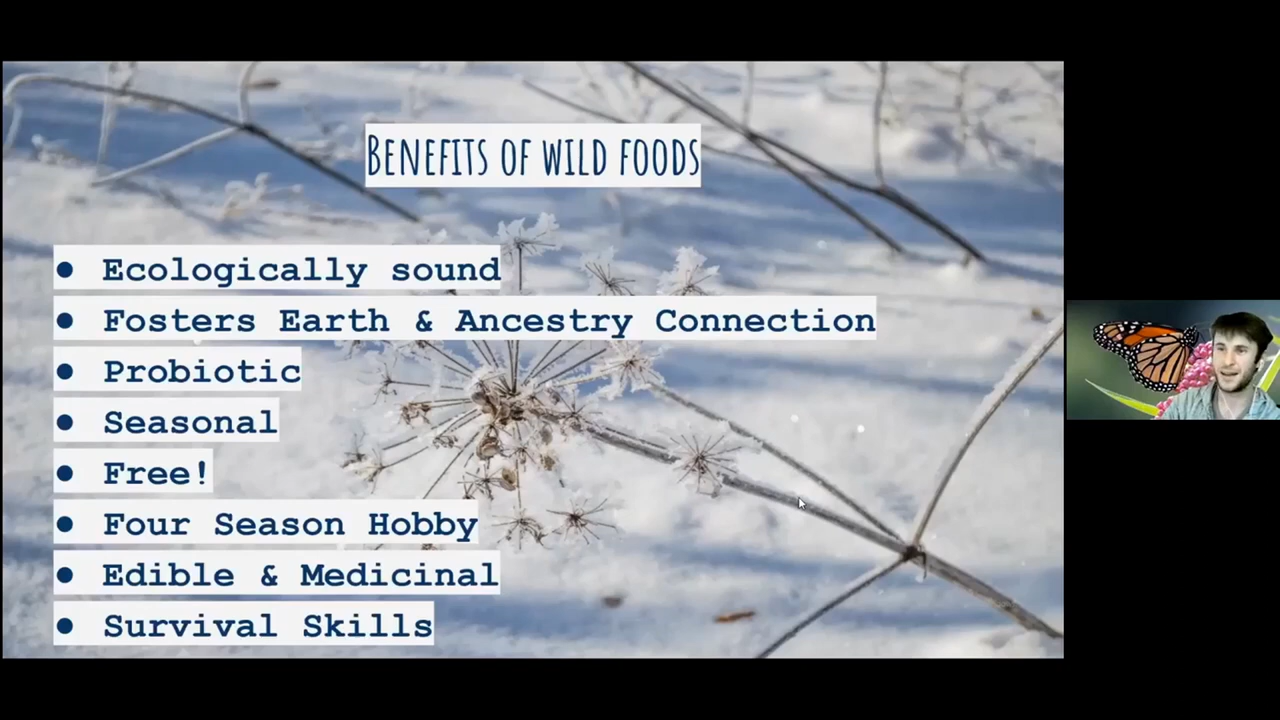 Benefits of wild foods
● Ecologically sound
● Fosters Earth & Ancestry Connection
● Probiotic
● Seasonal
● Free!
● Four Season Hobby
● Edible & Medicinal
● Survival Skills